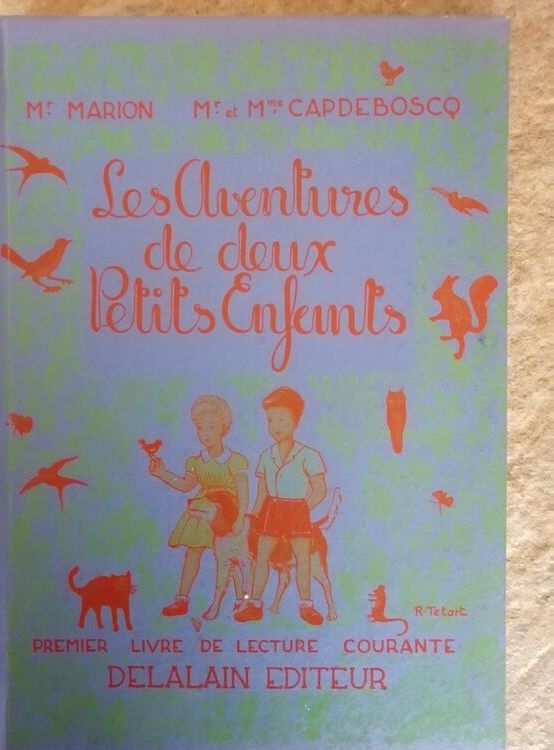 Mr MARION Mr et Mme CAPDEBOSCQ
Les Aventures
de deux
Petits Enfants
R-Tetart
PREMIER LIVRE DE LECTURE COURANTE
DELALAIN EDITEUR